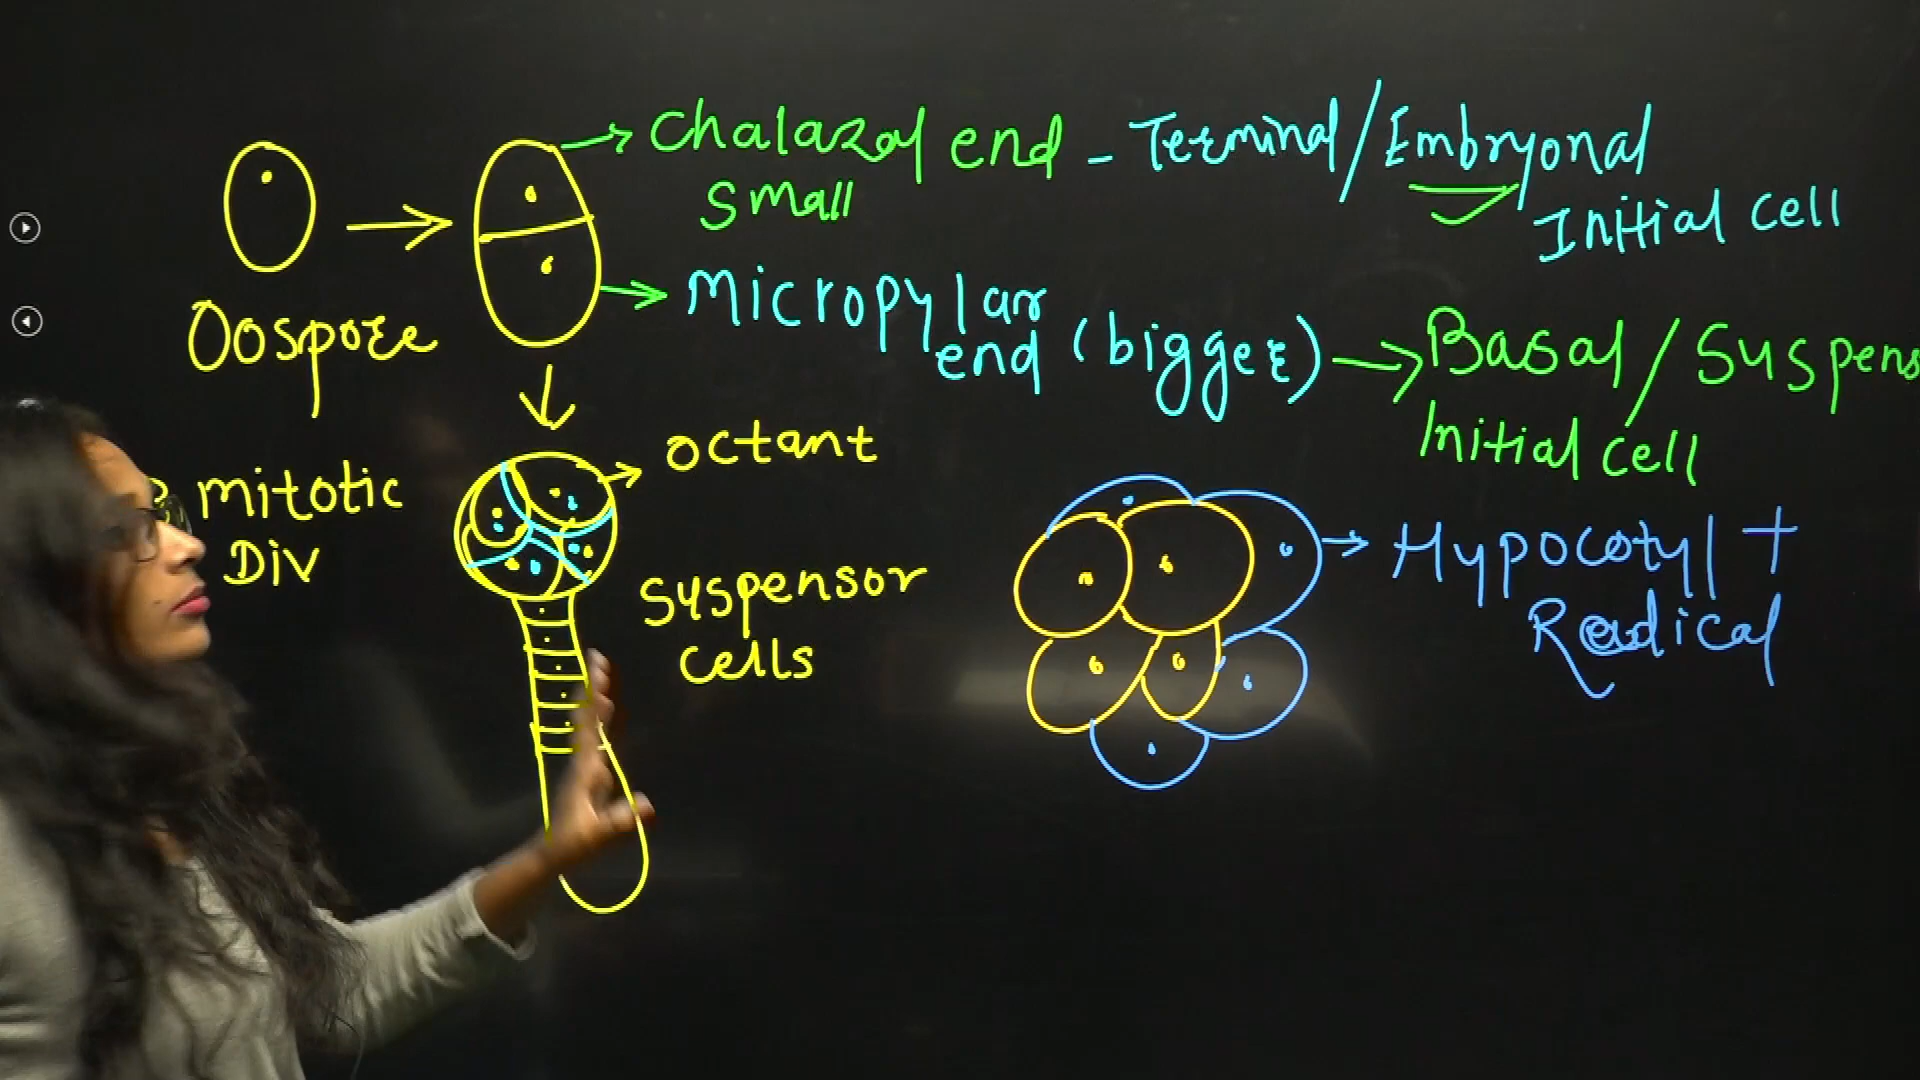 Chalazal end - Terminal/Embryonal
small
Initial cell
Oospore
Micropylar
end (bigger)
Basal/Suspens
Initial cell
octant
mitotic
Div
suspensor
cells
Hypocotyl +
Radical